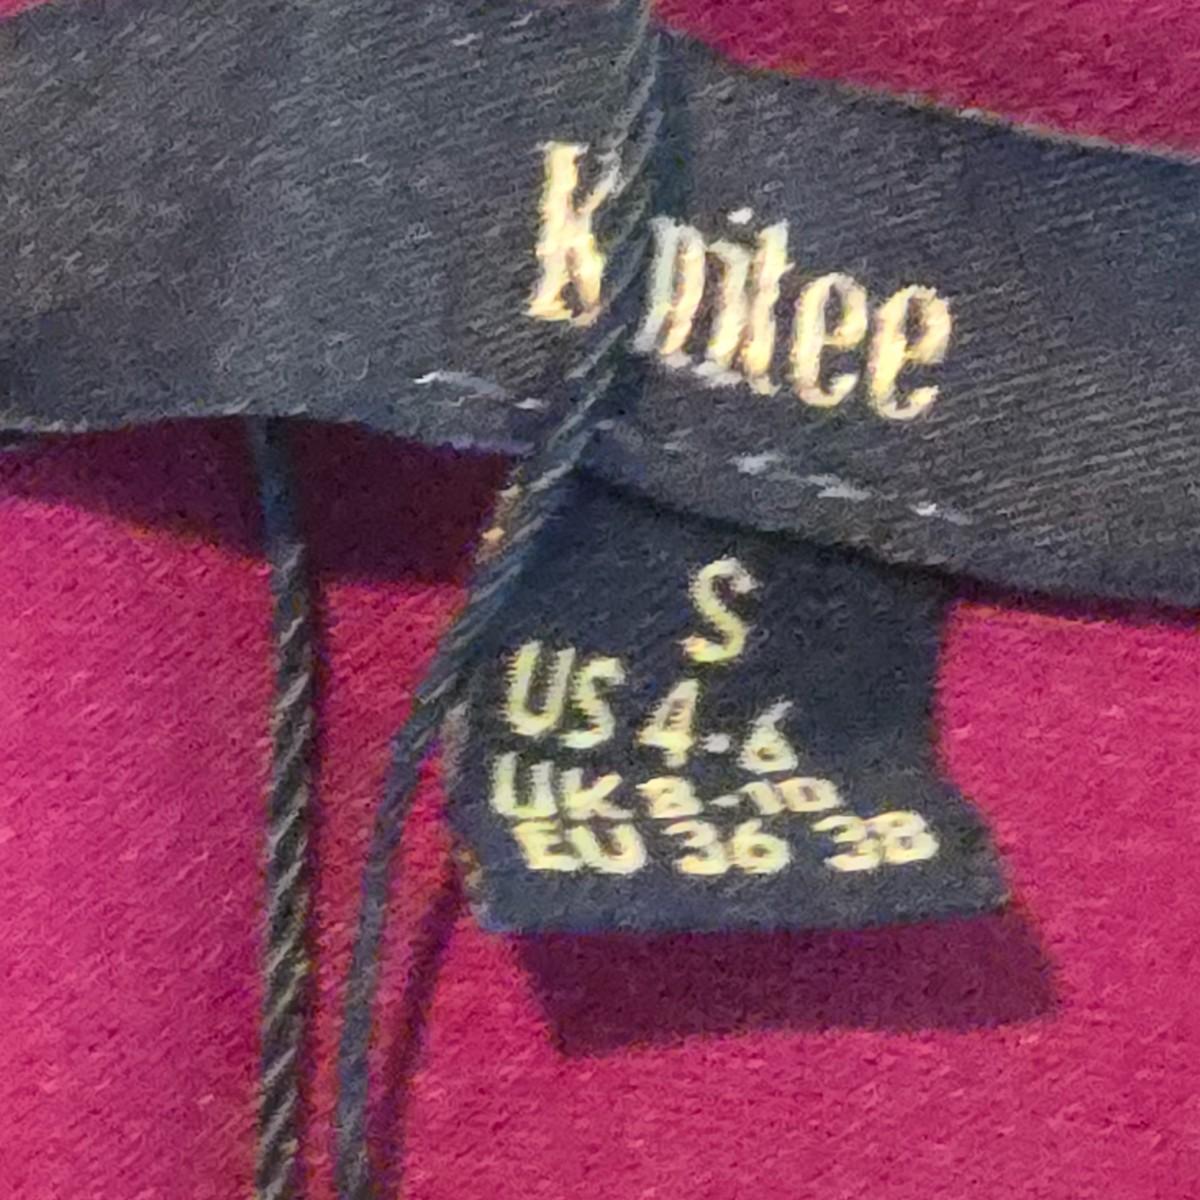 Knitee
S
US 4-6
UK 8-10
EU 36 38